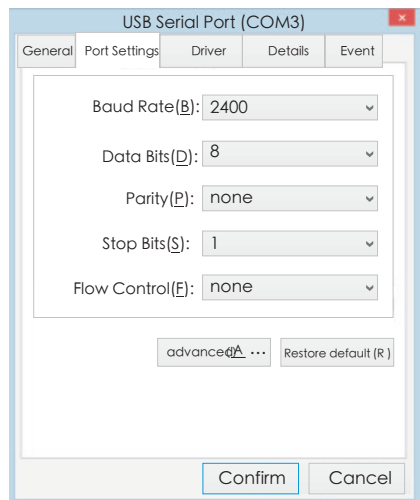 USB Serial Port (COM3)
×
General Port Settings Driver Details Event
Baud Rate(B): 2400
Data Bits(D): 8
Parity(P): none
Stop Bits(S): 1
Flow Control(F): none
advanced(A) ... Restore default (R )
Confirm Cancel